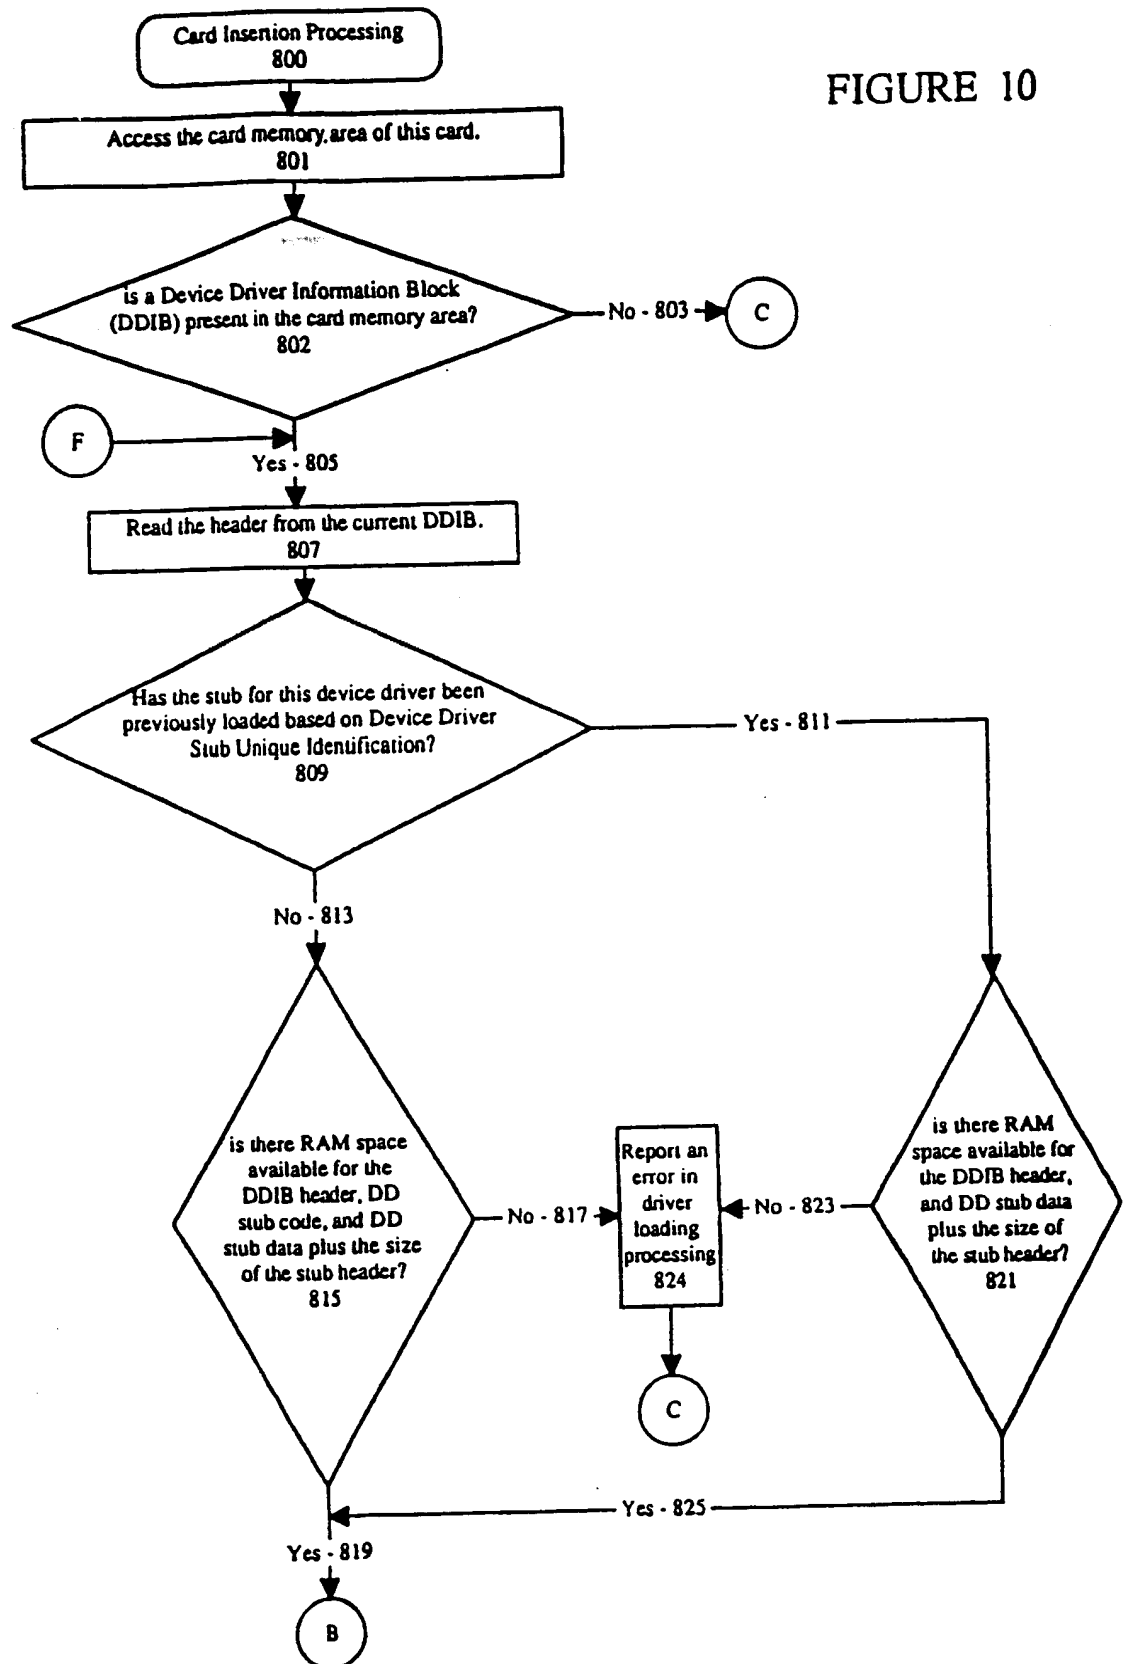 Card Insertion Processing
800
FIGURE 10
Access the card memory area of this card.
801
is a Device Driver Information Block
(DDIB) present in the card memory area?
802
No - 803
C
F
Yes - 805
Read the header from the current DDIB.
807
Has the stub for this device driver been
previously loaded based on Device Driver
Stub Unique Identification?
809
Yes - 811
No - 813
is there RAM space
available for the
DDIB header, DD
stub code, and DD
stub data plus the size
of the stub header?
815
No - 817
Report an
error in
driver
loading
processing
824
No - 823
is there RAM
space available for
the DDIB header,
and DD stub data
plus the size of
the stub header?
821
C
Yes - 825
Yes - 819
B